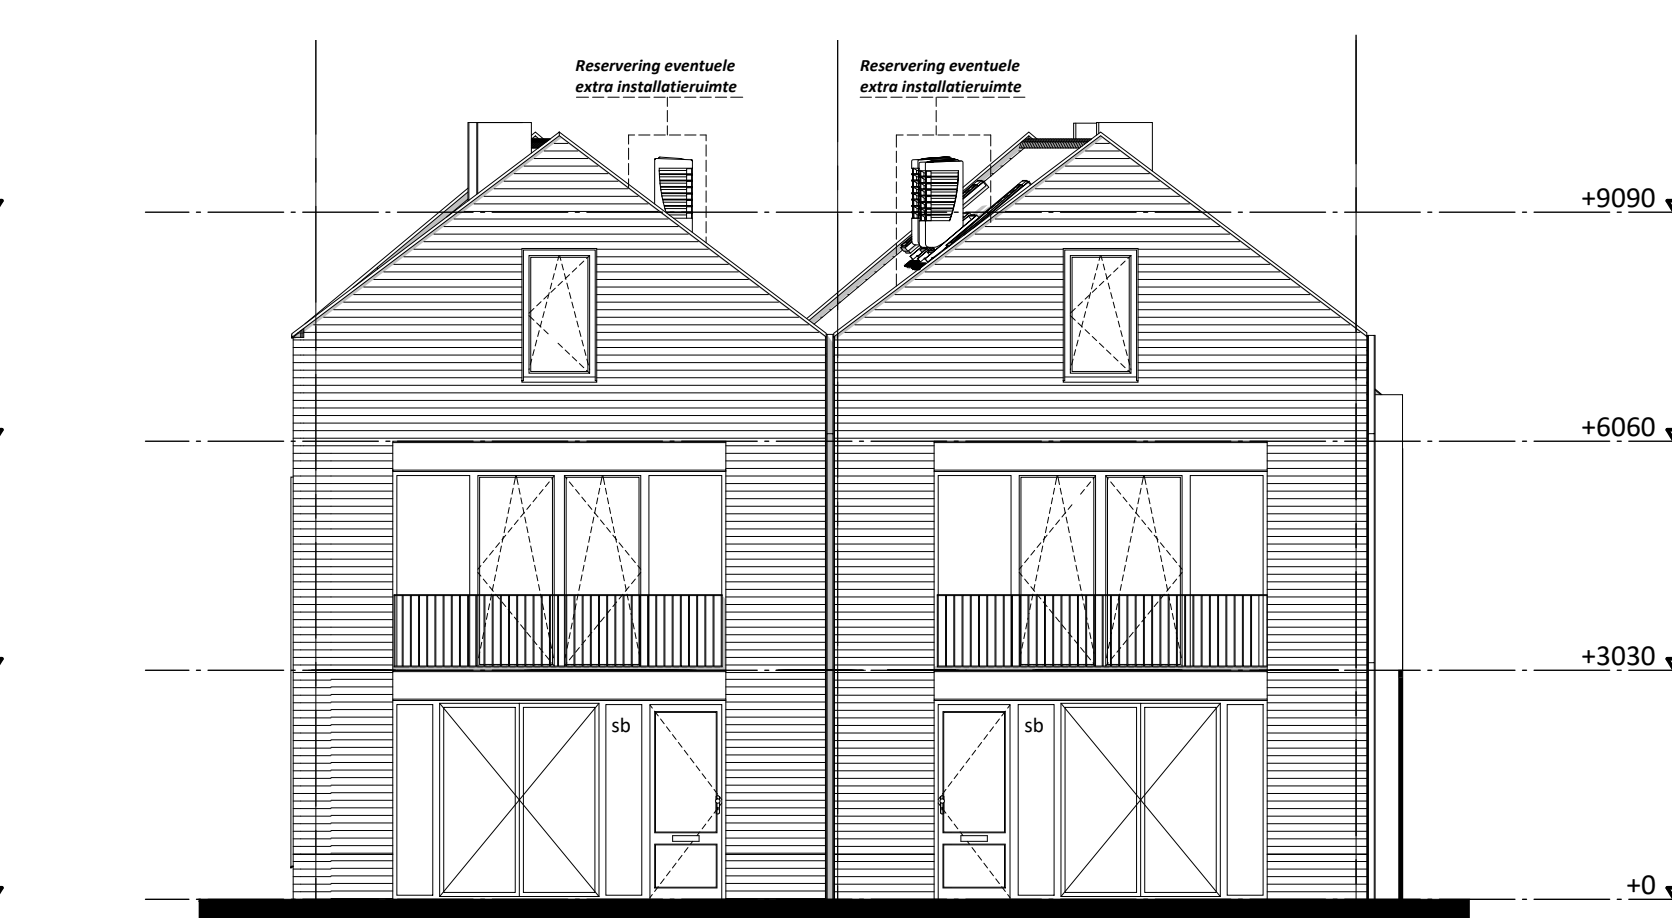 Reservering eventuele
extra installatieruimte
Reservering eventuele
extra installatieruimte
+9090
+6060
+3030
sb
sb
+0